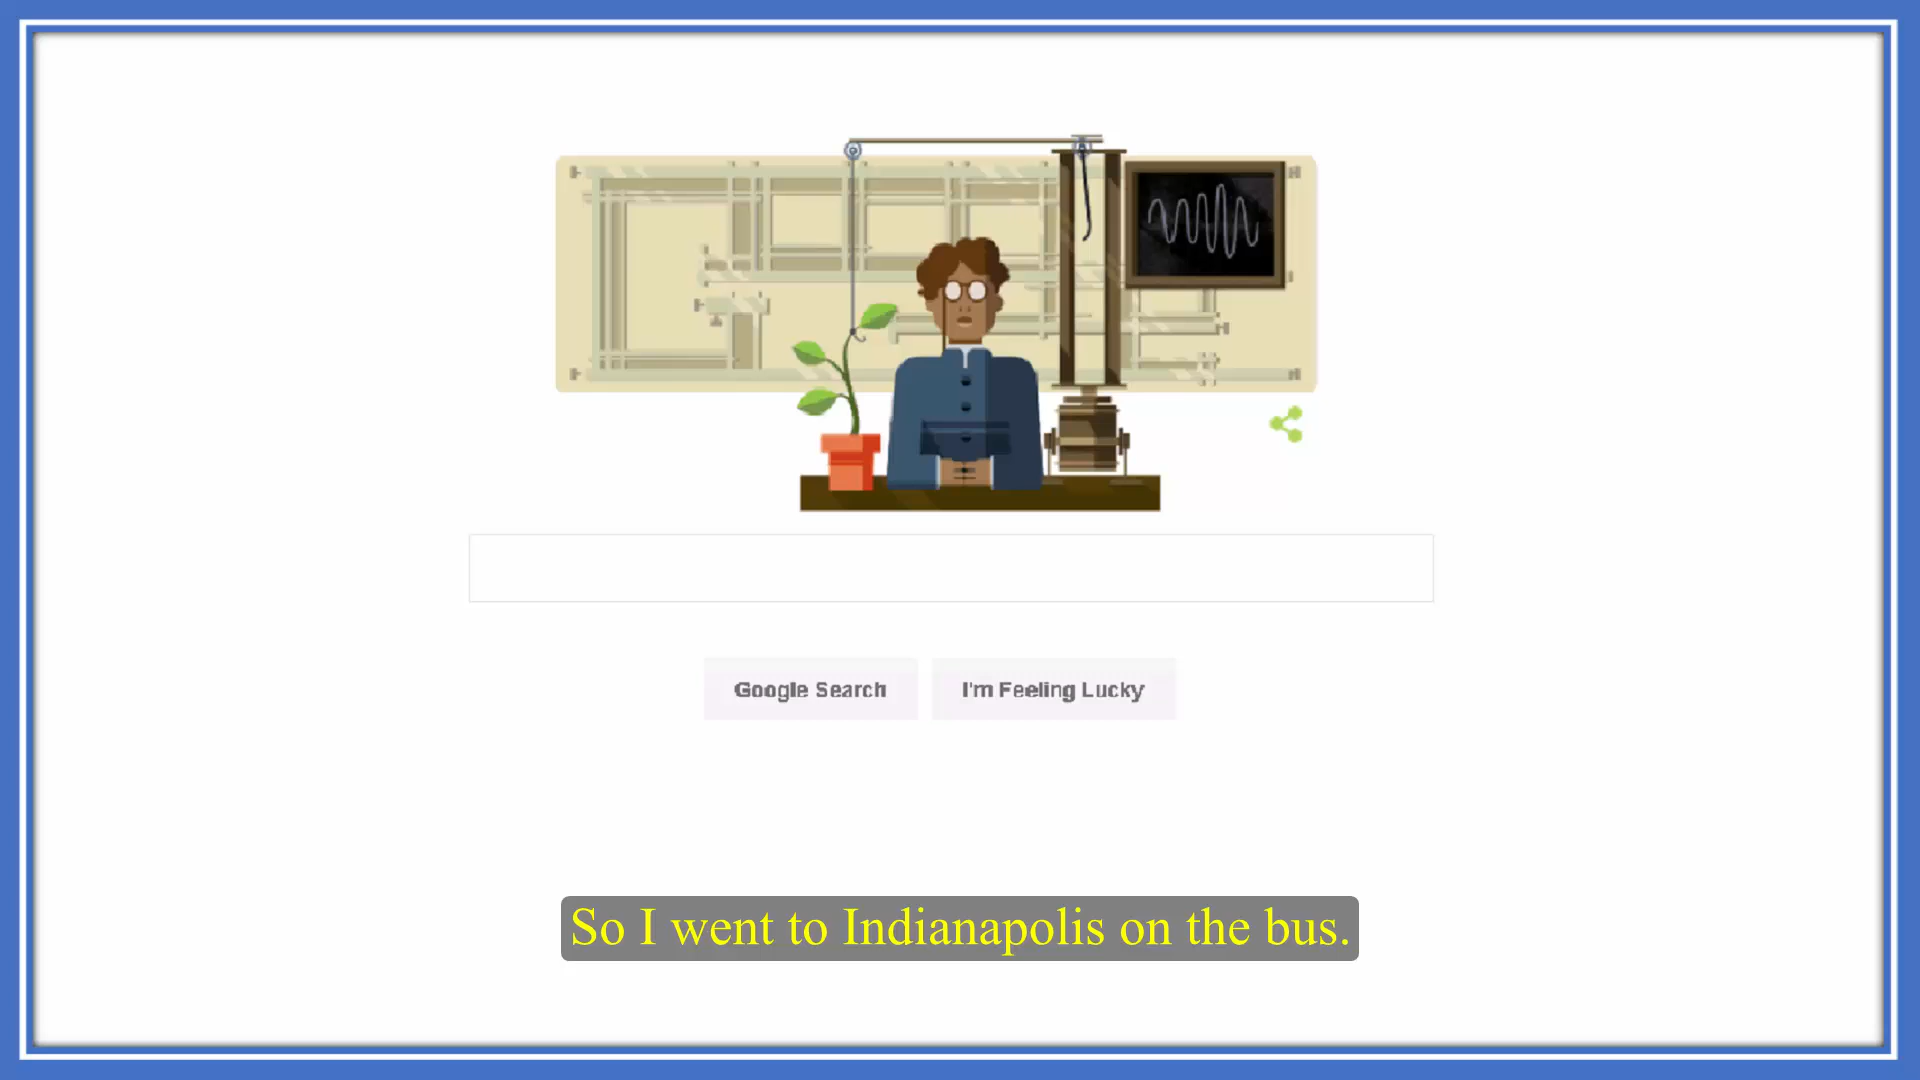 Google Search
I'm Feeling Lucky
So I went to Indianapolis on the bus.